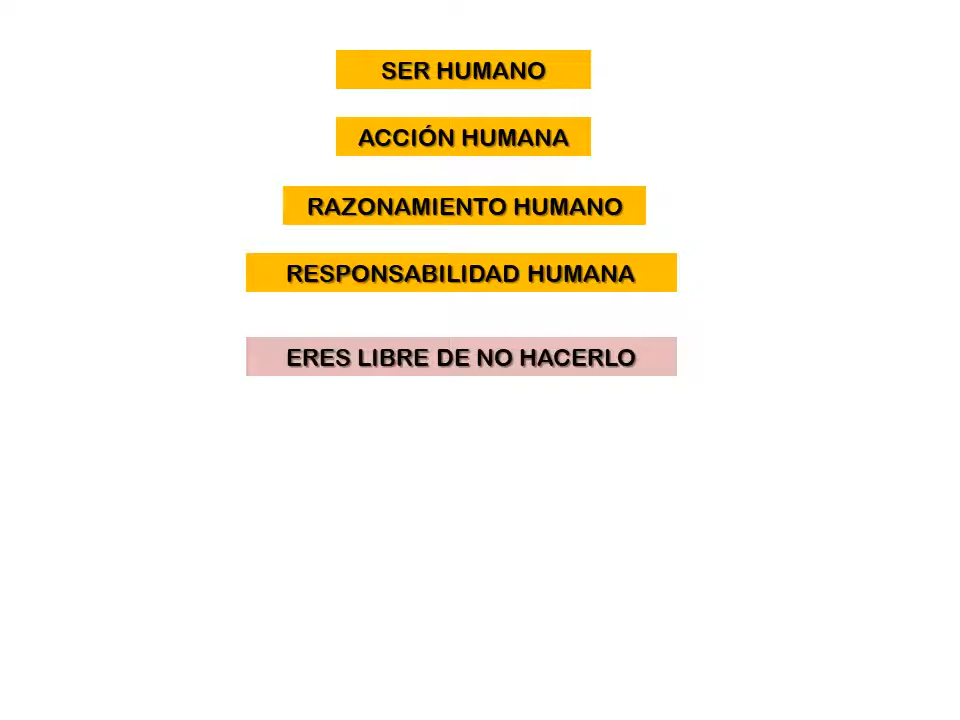 SER HUMANO
ACCIÓN HUMANA
RAZONAMIENTO HUMANO
RESPONSABILIDAD HUMANA
ERES LIBRE DE NO HACERLO